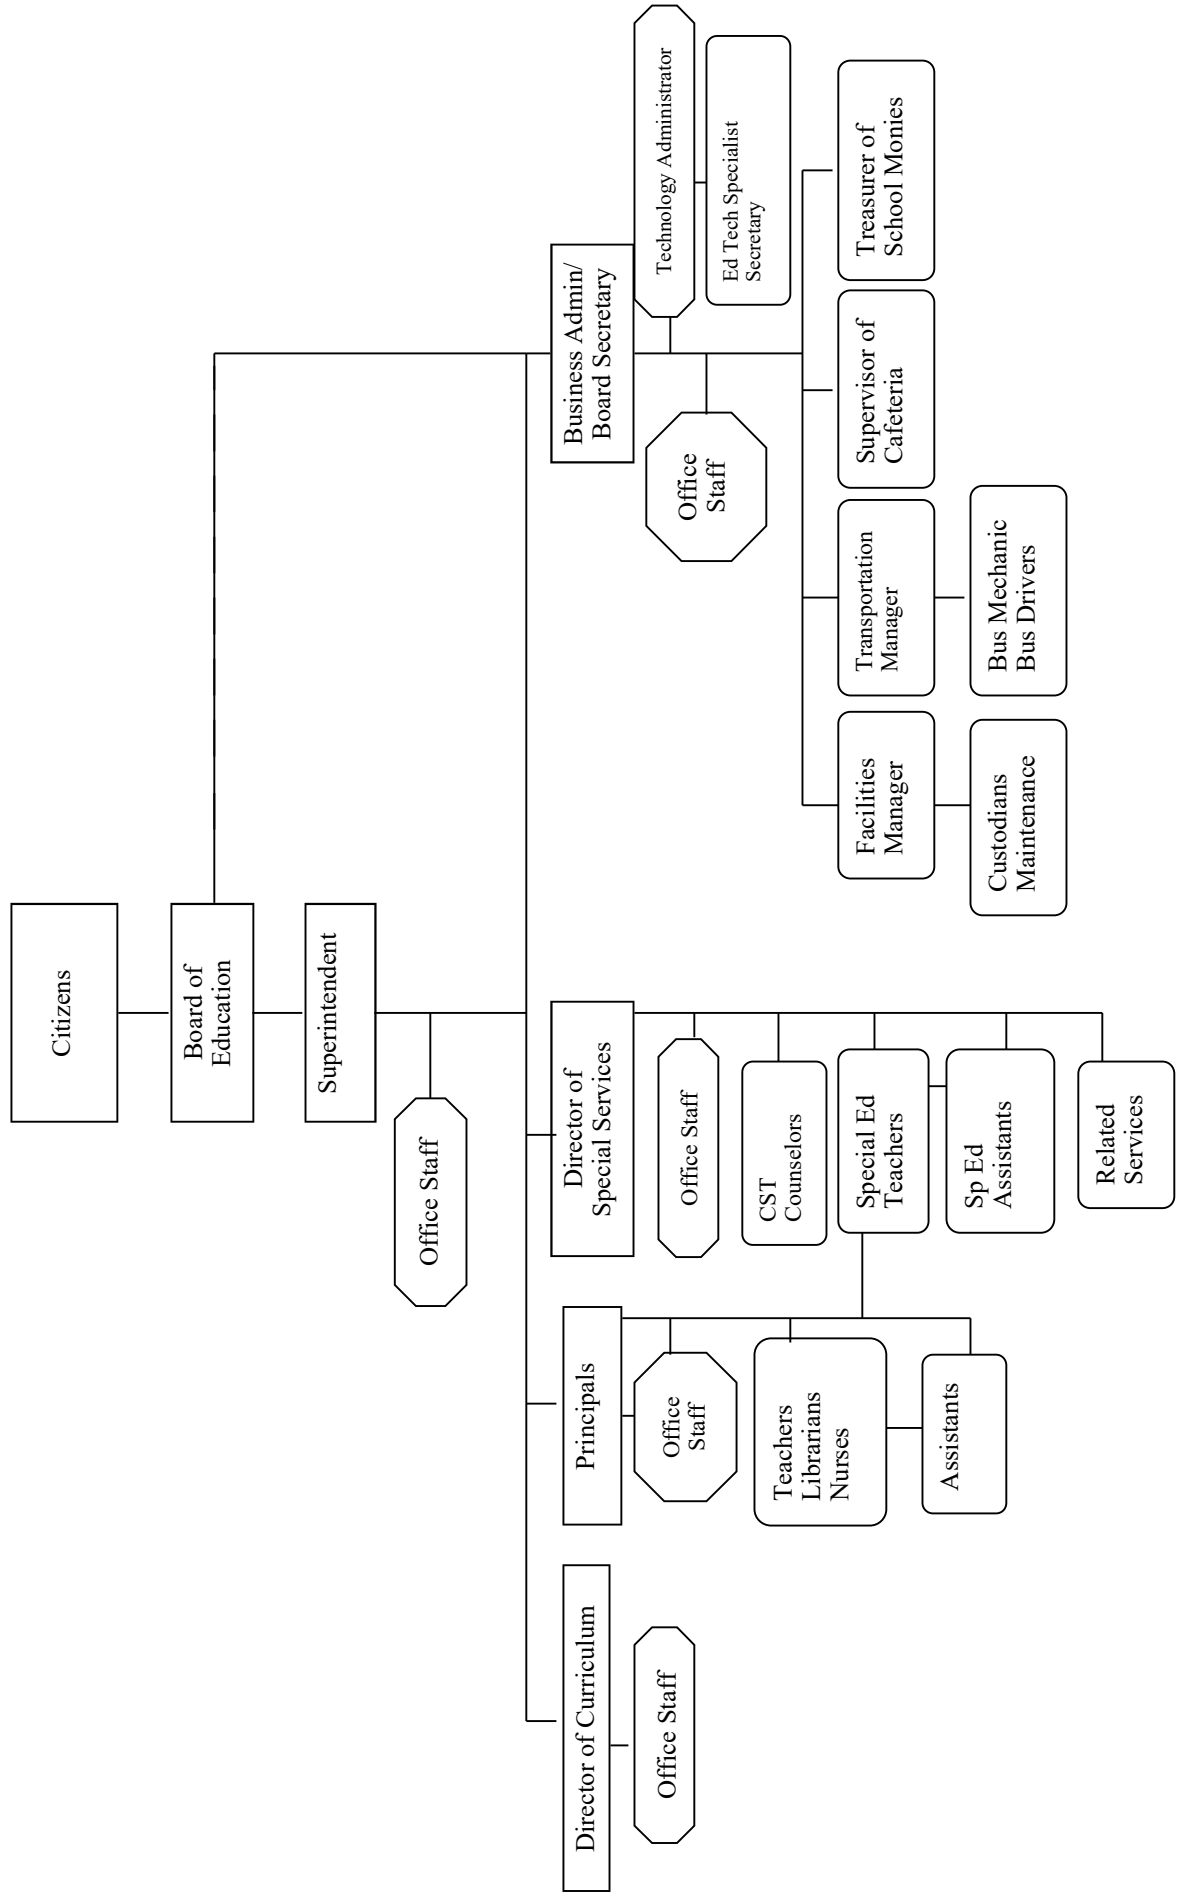 Citizens
Board of
Education
Superintendent
Office Staff
Director of Curriculum
Office Staff
Principals
Office
Staff
Teachers
Librarians
Nurses
Assistants
Director of
Special Services
Office Staff
CST
Counselors
Special Ed
Teachers
Sp Ed
Assistants
Related
Services
Business Admin/
Board Secretary
Technology Administrator
Ed Tech Specialist
Secretary
Office
Staff
Facilities
Manager
Custodians
Maintenance
Transportation
Manager
Bus Mechanic
Bus Drivers
Supervisor of
Cafeteria
Treasurer of
School Monies